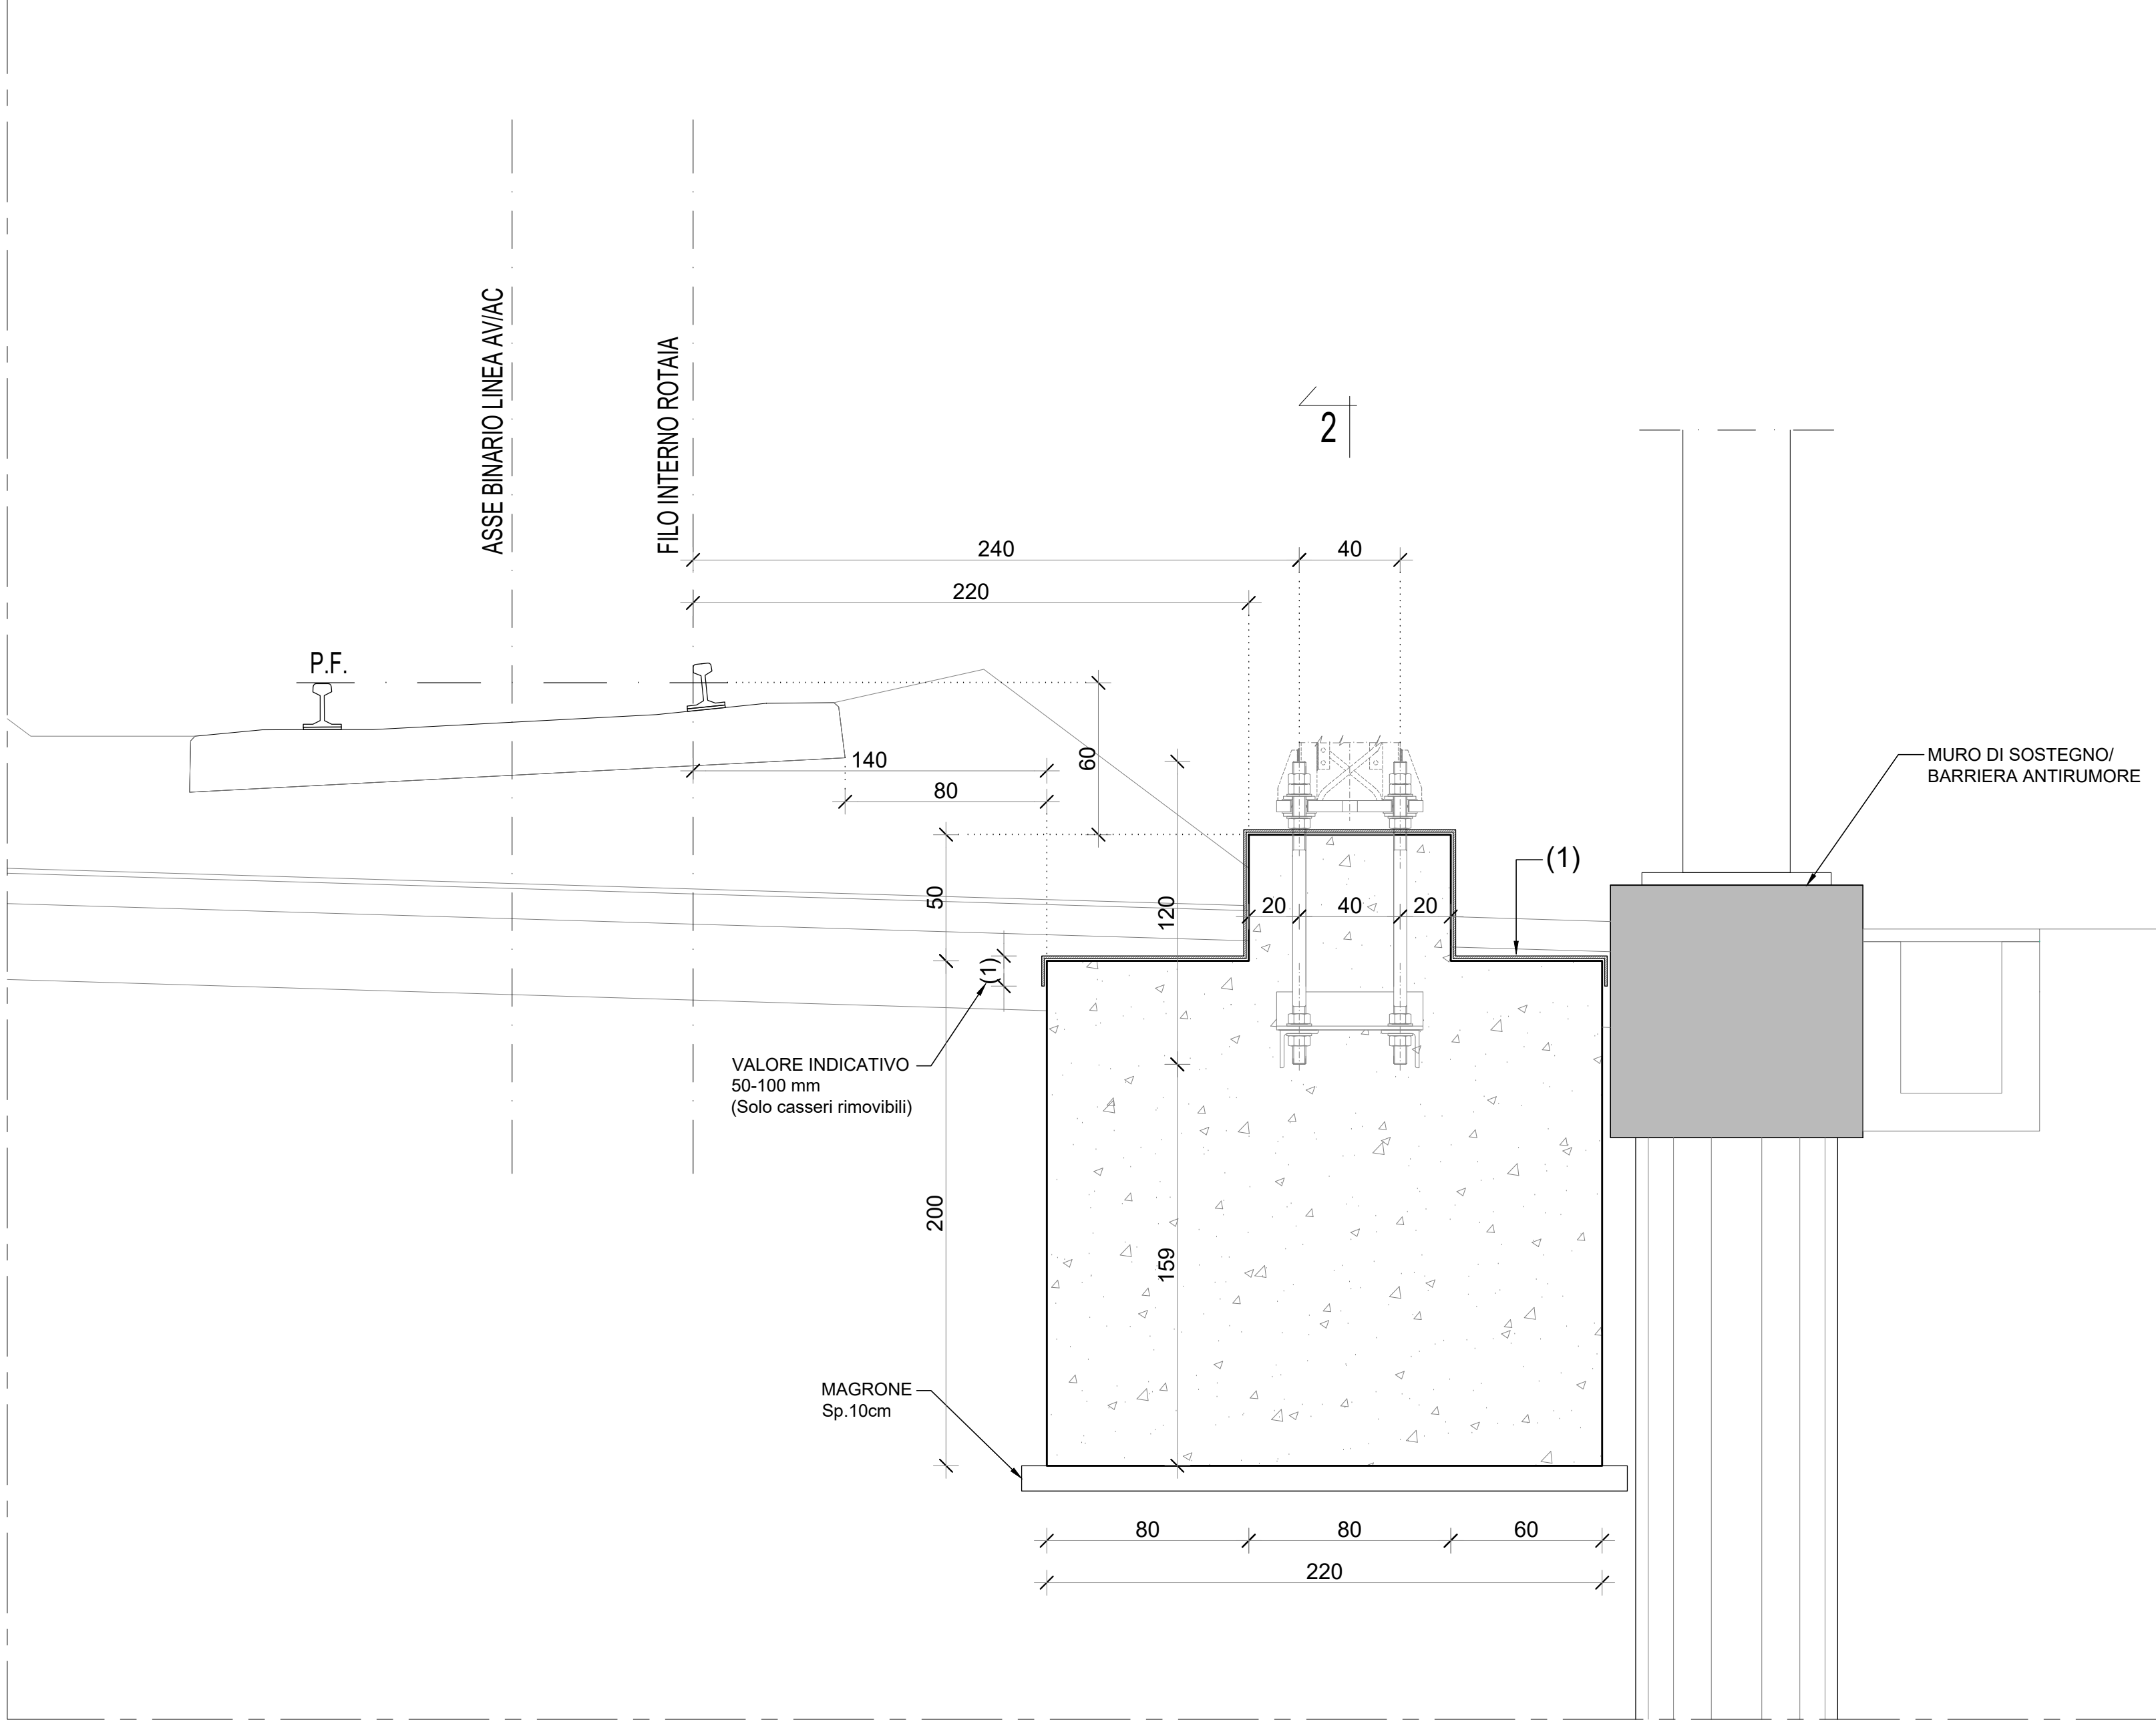 ASSE BINARIO LINEA AV/AC
FILO INTERNO ROTAIA
2
240
40
220
P.F.
140
60
80
MURO DI SOSTEGNO/
BARRIERA ANTIRUMORE
(1)
50
120
20
40
20
(1)
VALORE INDICATIVO
50-100 mm
(Solo casseri rimovibili)
200
159
MAGRONE
Sp.10cm
80
80
60
220